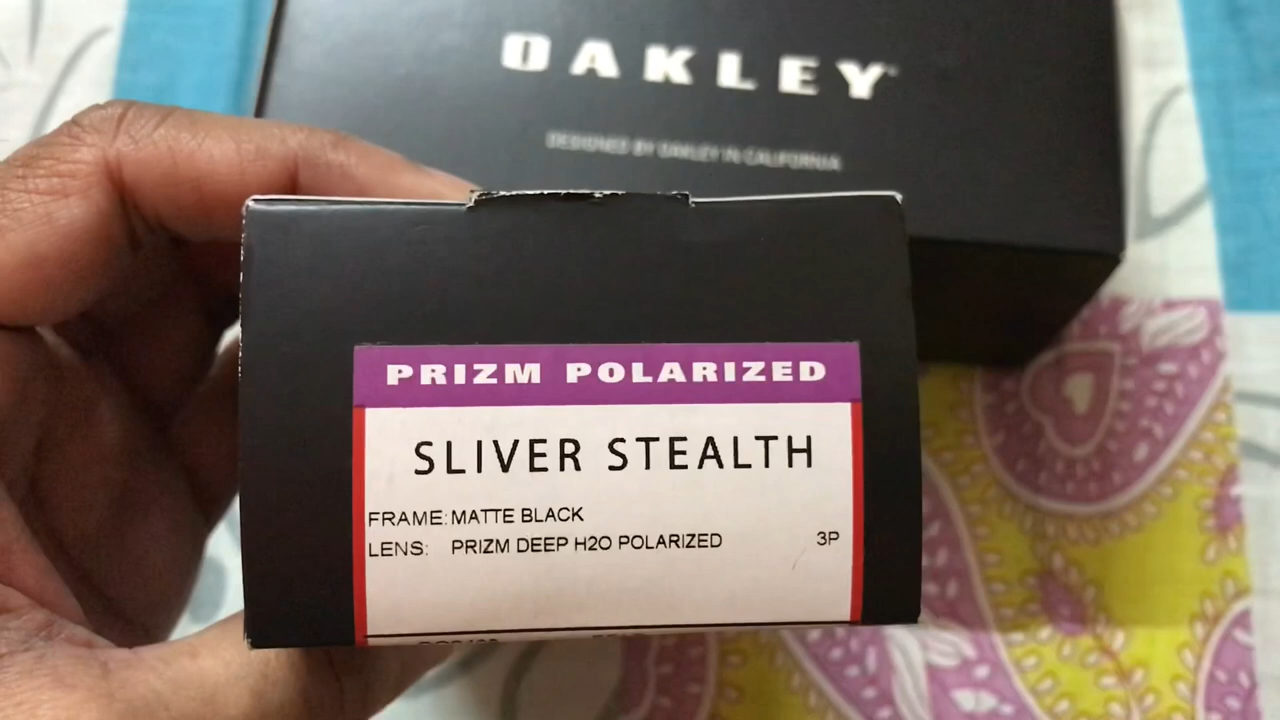 OAKLEY
DESIGNED BY OAKLEY IN CALIFORNIA
PRIZM POLARIZED
SLIVER STEALTH
FRAME: MATTE BLACK
LENS: PRIZM DEEP H2O POLARIZED 3P